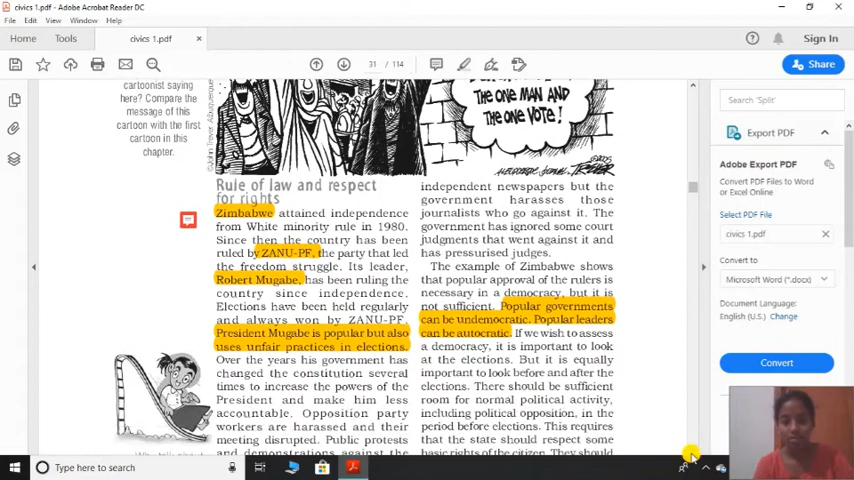 civics 1.pdf - Adobe Acrobat Reader DC
File Edit View Window Help
Home Tools civics 1.pdf × Sign In
31 / 114 Share
cartoonist saying
here? Compare the
message of this
cartoon with the first
cartoon in this
chapter.
©John Trever, Albuquerque
THE ONE MAN AND
THE ONE VOTE!
TREVER
Rule of law and respect
for rights
Zimbabwe attained independence
from White minority rule in 1980.
Since then the country has been
ruled by ZANU-PF, the party that led
the freedom struggle. Its leader,
Robert Mugabe, has been ruling the
country since independence.
Elections have been held regularly
and always won by ZANU-PF.
President Mugabe is popular but also
uses unfair practices in elections.
Over the years his government has
changed the constitution several
times to increase the powers of the
President and make him less
accountable. Opposition party
workers are harassed and their
meeting disrupted. Public protests
and demonstrations against the
independent newspapers but the
government harasses those
journalists who go against it. The
government has ignored some court
judgments that went against it and
has pressurised judges.
The example of Zimbabwe shows
that popular approval of the rulers is
necessary in a democracy, but it is
not sufficient. Popular governments
can be undemocratic. Popular leaders
can be autocratic. If we wish to assess
a democracy, it is important to look
at the elections. But it is equally
important to look before and after the
elections. There should be sufficient
room for normal political activity,
including political opposition, in the
period before elections. This requires
that the state should respect some
basic rights of the citizen. They should
Search 'Split'
Export PDF
Adobe Export PDF
Convert PDF Files to Word
or Excel Online
Select PDF File
civics 1.pdf
Convert to
Microsoft Word (*.docx)
Document Language:
English (U.S.) Change
Convert
Type here to search